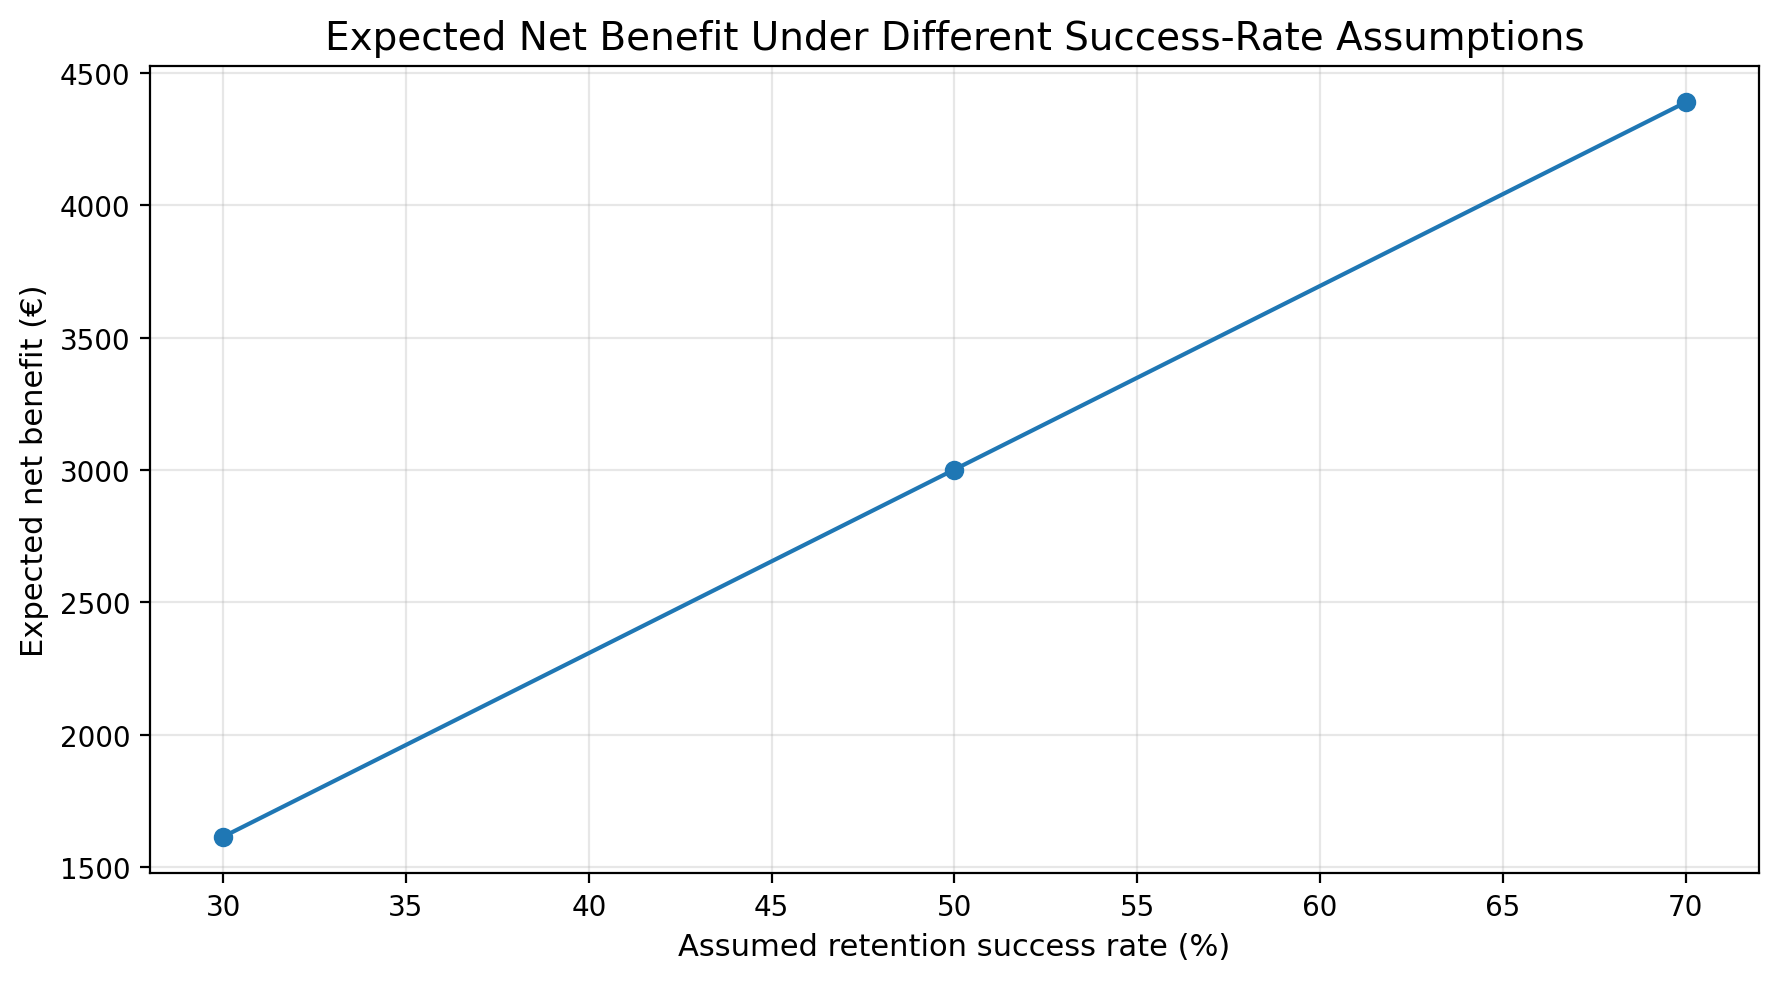 Expected Net Benefit Under Different Success-Rate Assumptions
4500
4000
3500
3000
2500
2000
1500
Expected net benefit (€)
30 35 40 45 50 55 60 65 70
Assumed retention success rate (%)